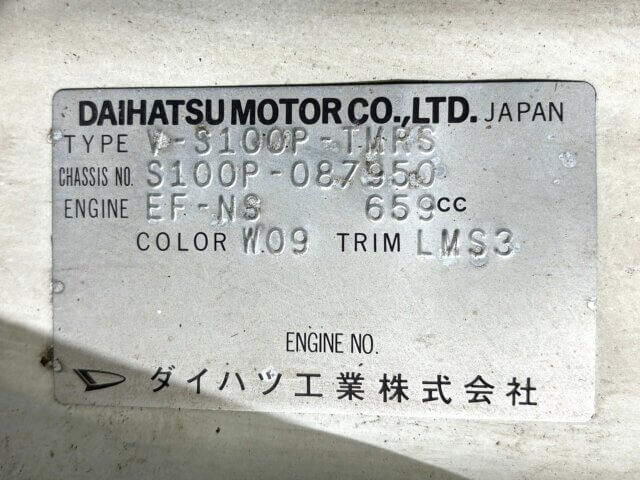 DAIHATSU MOTOR CO.,LTD. JAPAN
TYPE V-S100P-TMRS
CHASSIS NO. S100P-087950
ENGINE EF-NS 659CC
COLOR W09 TRIM LMS3
ENGINE NO.
ダイハツ工業株式会社